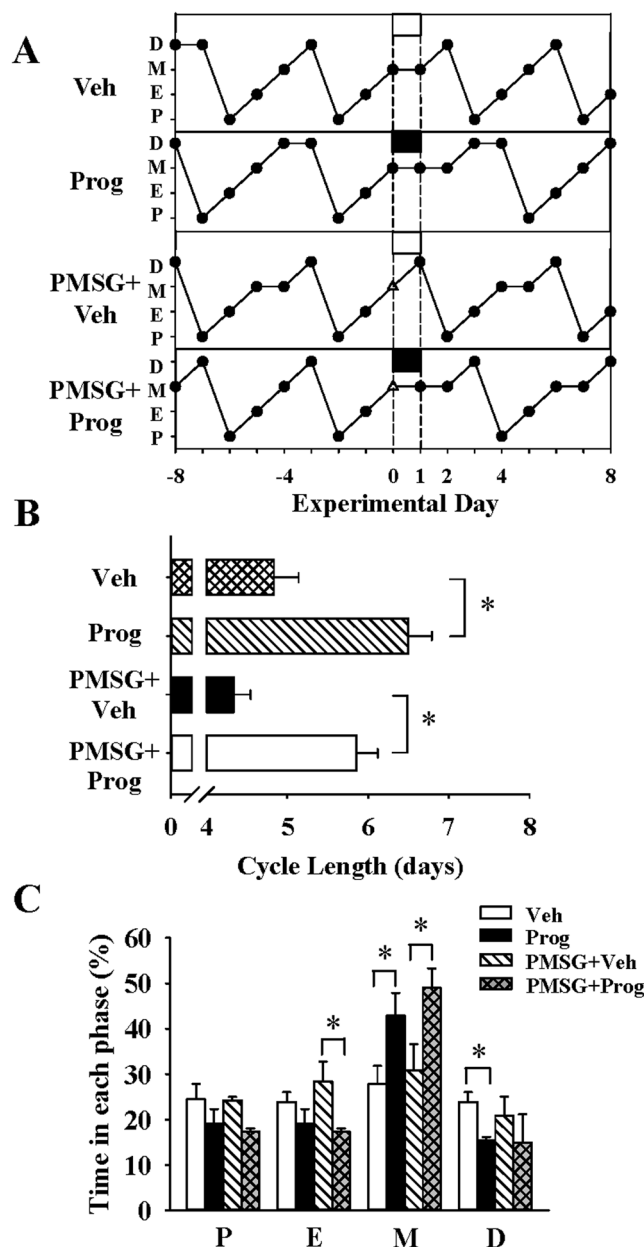 A
Veh
D
M
E
P
Prog
D
M
E
P
PMSG+
Veh
D
M
E
P
PMSG+
Prog
D
M
E
P
-8 -4 0 1 2 4 8
Experimental Day
B
Veh
Prog
PMSG+
Veh
PMSG+
Prog
*
*
0 4 5 6 7 8
Cycle Length (days)
C
Veh
Prog
PMSG+Veh
PMSG+Prog
Time in each phase (%)
60
50
40
30
20
10
0
*
*
*
*
P E M D